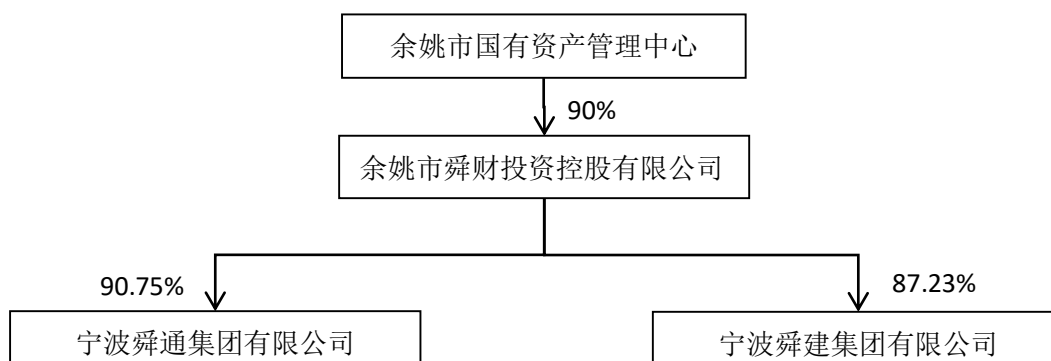 余姚市国有资产管理中心
90%
余姚市舜财投资控股有限公司
90.75%
87.23%
宁波舜通集团有限公司
宁波舜建集团有限公司